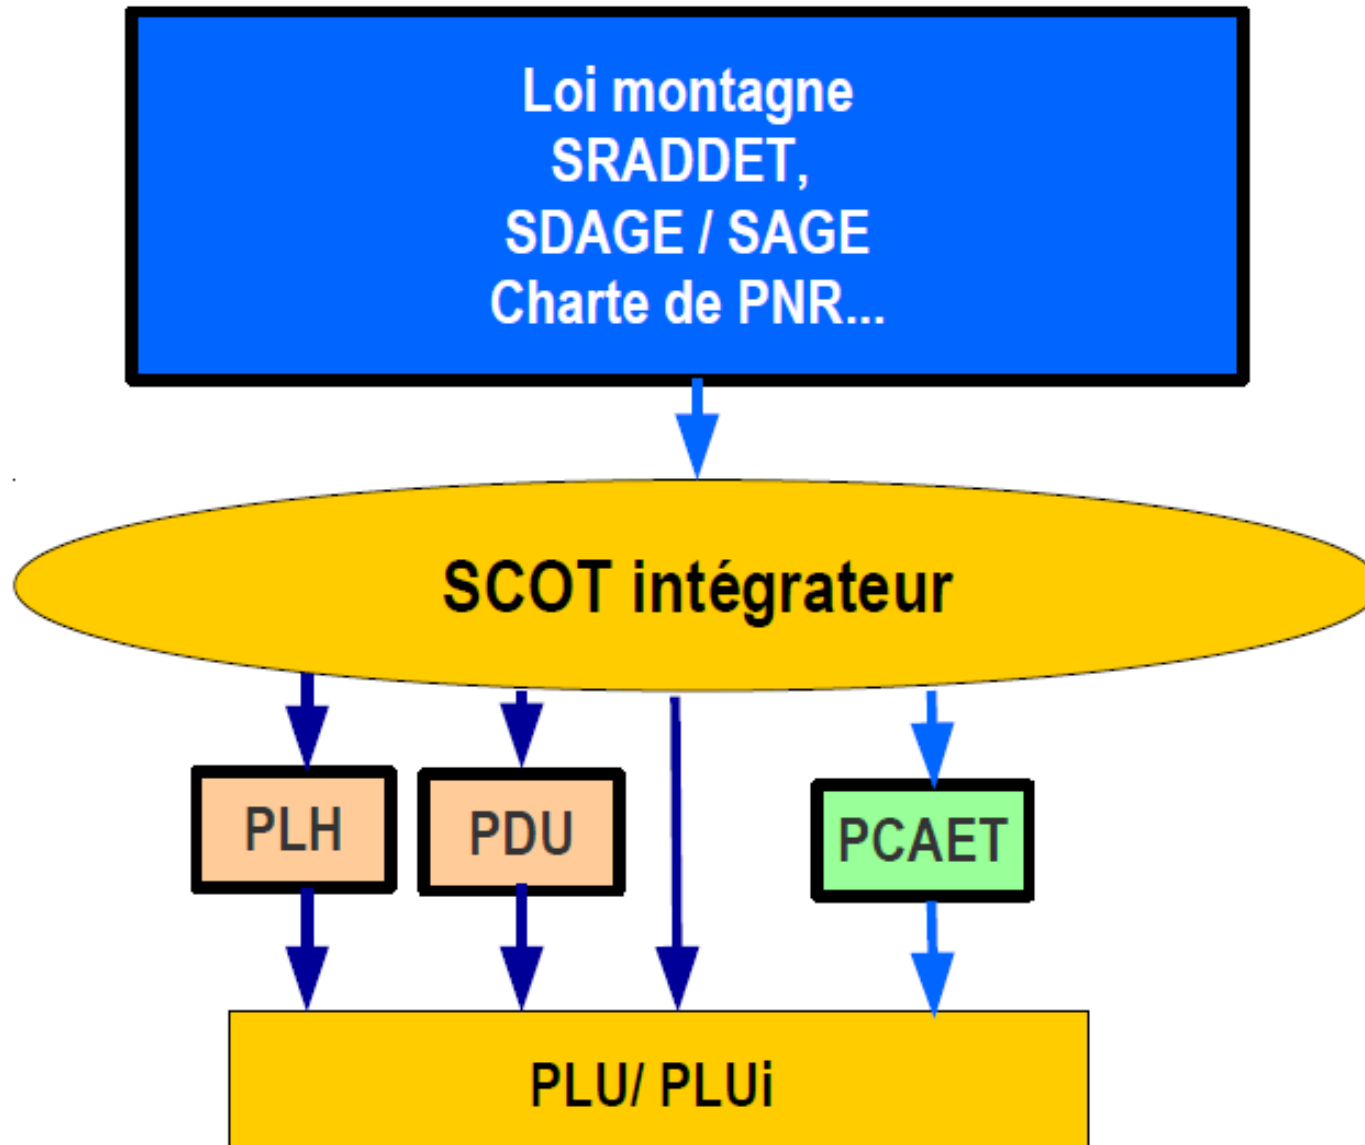 Loi montagne
SRADDET,
SDAGE / SAGE
Charte de PNR...
SCOT intégrateur
PLH
PDU
PCAET
PLU/ PLUi